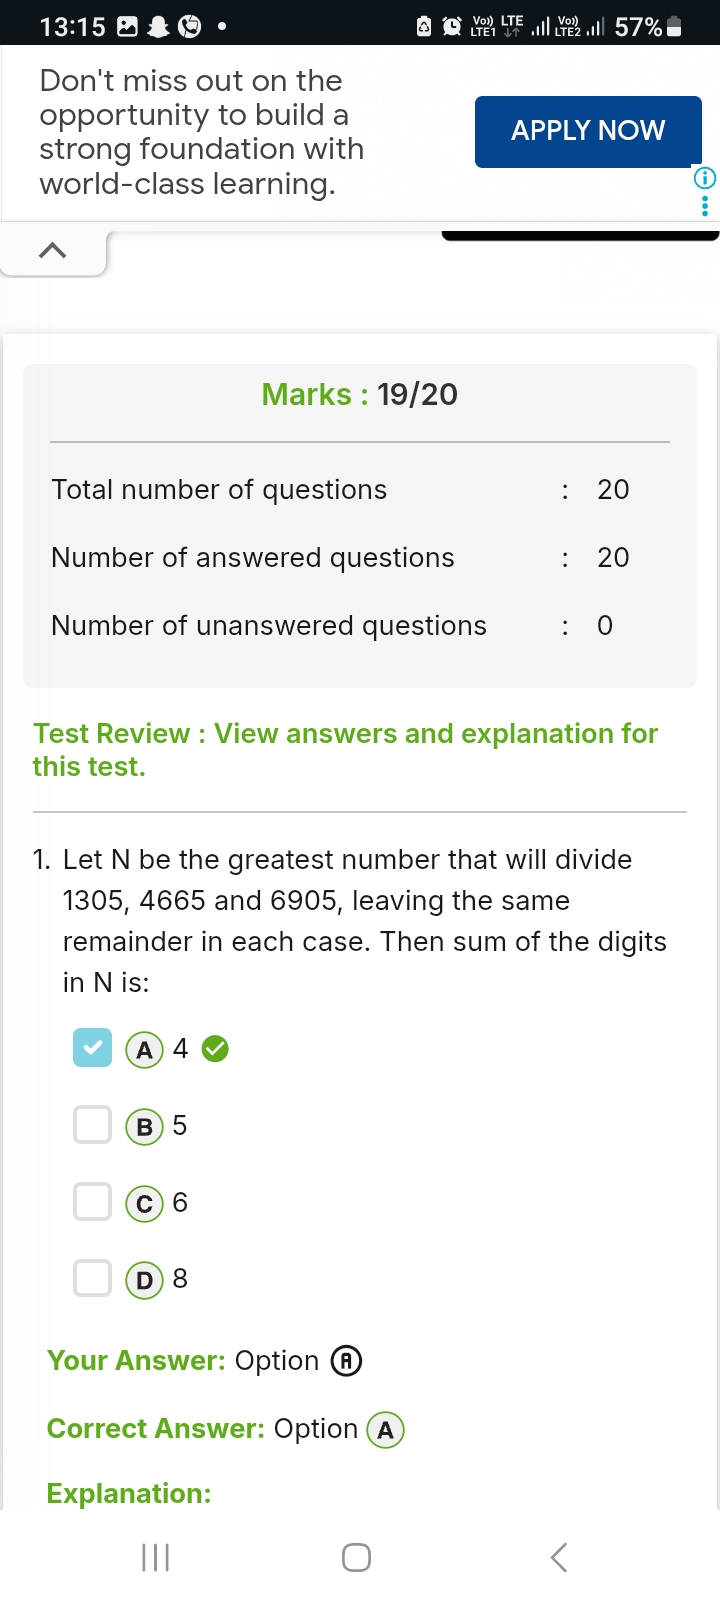 13:15
Vo)) LTE Vo)) 57%
LTE1 LTE2
Don't miss out on the
opportunity to build a
strong foundation with
world-class learning.
APPLY NOW
Marks : 19/20
Total number of questions : 20
Number of answered questions : 20
Number of unanswered questions : 0
Test Review : View answers and explanation for
this test.
1. Let N be the greatest number that will divide
1305, 4665 and 6905, leaving the same
remainder in each case. Then sum of the digits
in N is:
A 4
B 5
C 6
D 8
Your Answer: Option A
Correct Answer: Option A
Explanation: